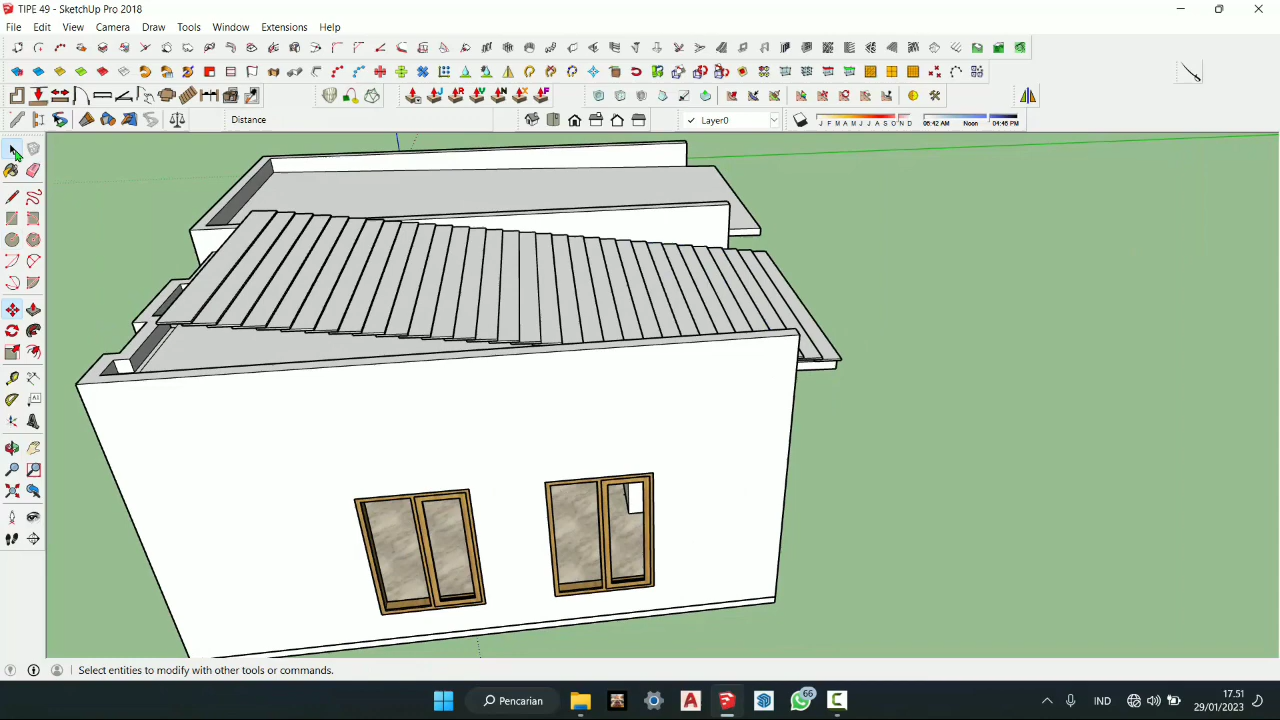 TIPE 49 - SketchUp Pro 2018
File Edit View Camera Draw Tools Window Extensions Help
Distance
✓ Layer0
J F M A M J J A S O N D
06:42 AM Noon 04:46 PM
Select entities to modify with other tools or commands.
Pencarian
66
IND
17.51
29/01/2023